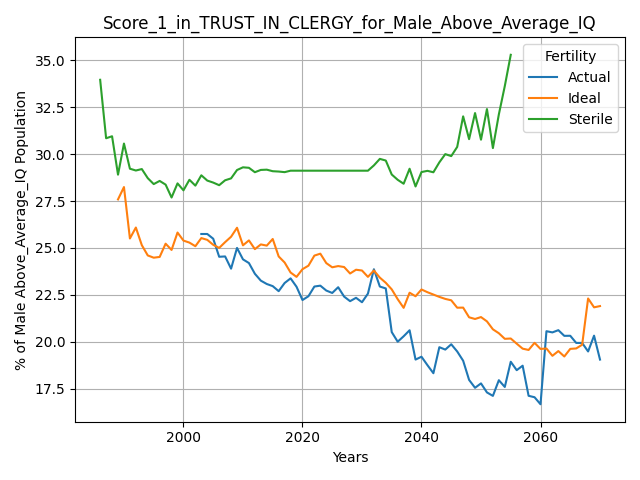 Score_1_in_TRUST_IN_CLERGY_for_Male_Above_Average_IQ
% of Male Above_Average_IQ Population
35.0
32.5
30.0
27.5
25.0
22.5
20.0
17.5
Fertility
Actual
Ideal
Sterile
2000
2020
2040
2060
Years